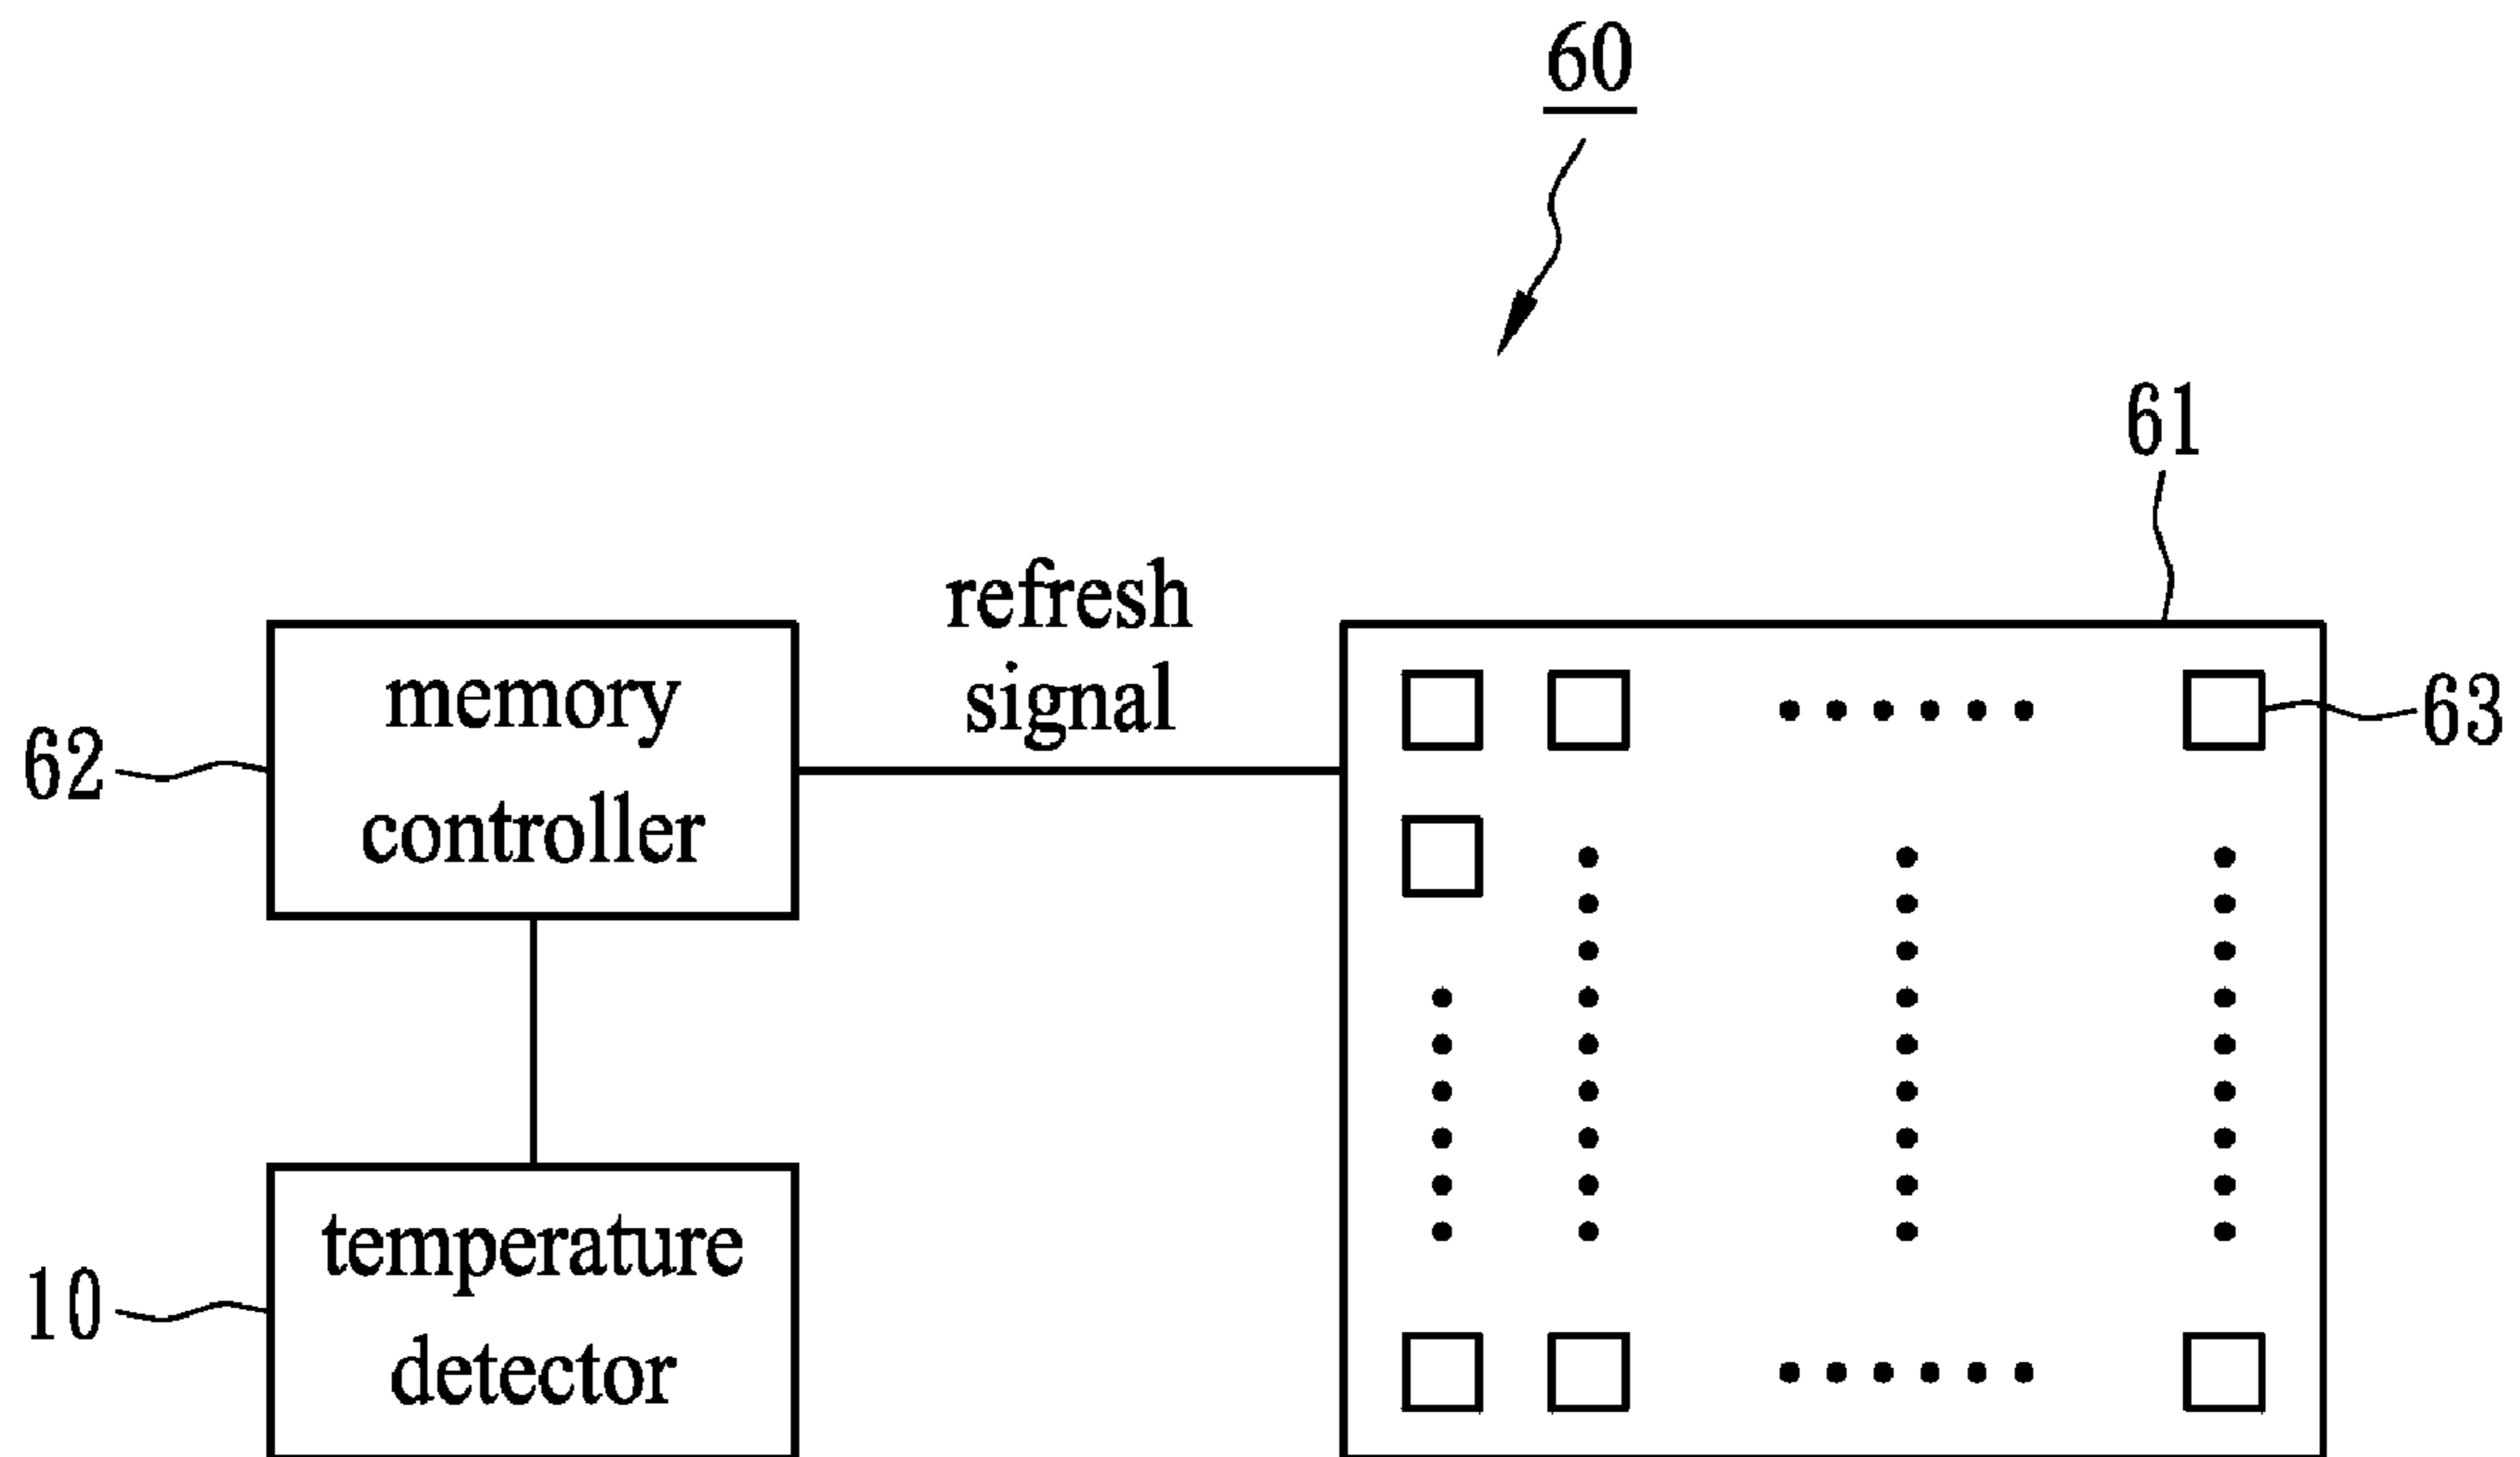 60
61
refresh
signal
memory
controller
62
63
temperature
detector
10